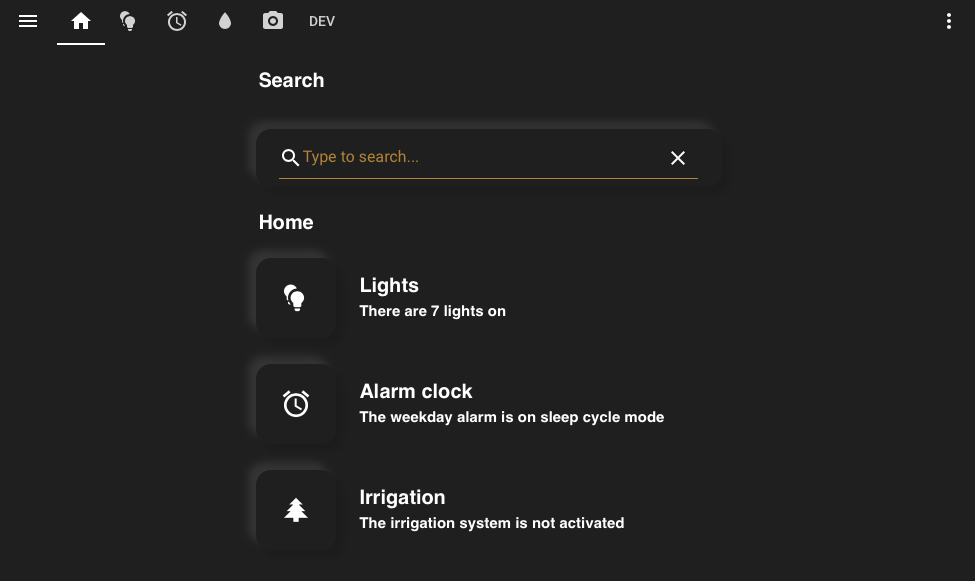 DEV
Search
Type to search...
Home
Lights
There are 7 lights on
Alarm clock
The weekday alarm is on sleep cycle mode
Irrigation
The irrigation system is not activated